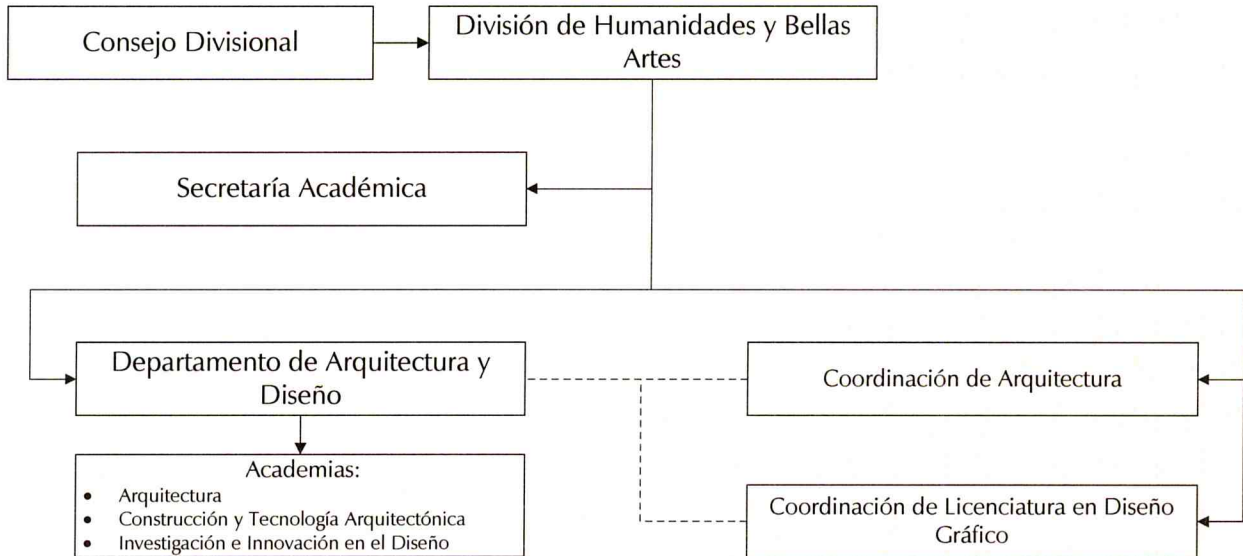 Consejo Divisional
División de Humanidades y Bellas
Artes
Secretaría Académica
Departamento de Arquitectura y
Diseño
Coordinación de Arquitectura
Academias:
• Arquitectura
• Construcción y Tecnología Arquitectónica
• Investigación e Innovación en el Diseño
Coordinación de Licenciatura en Diseño
Gráfico